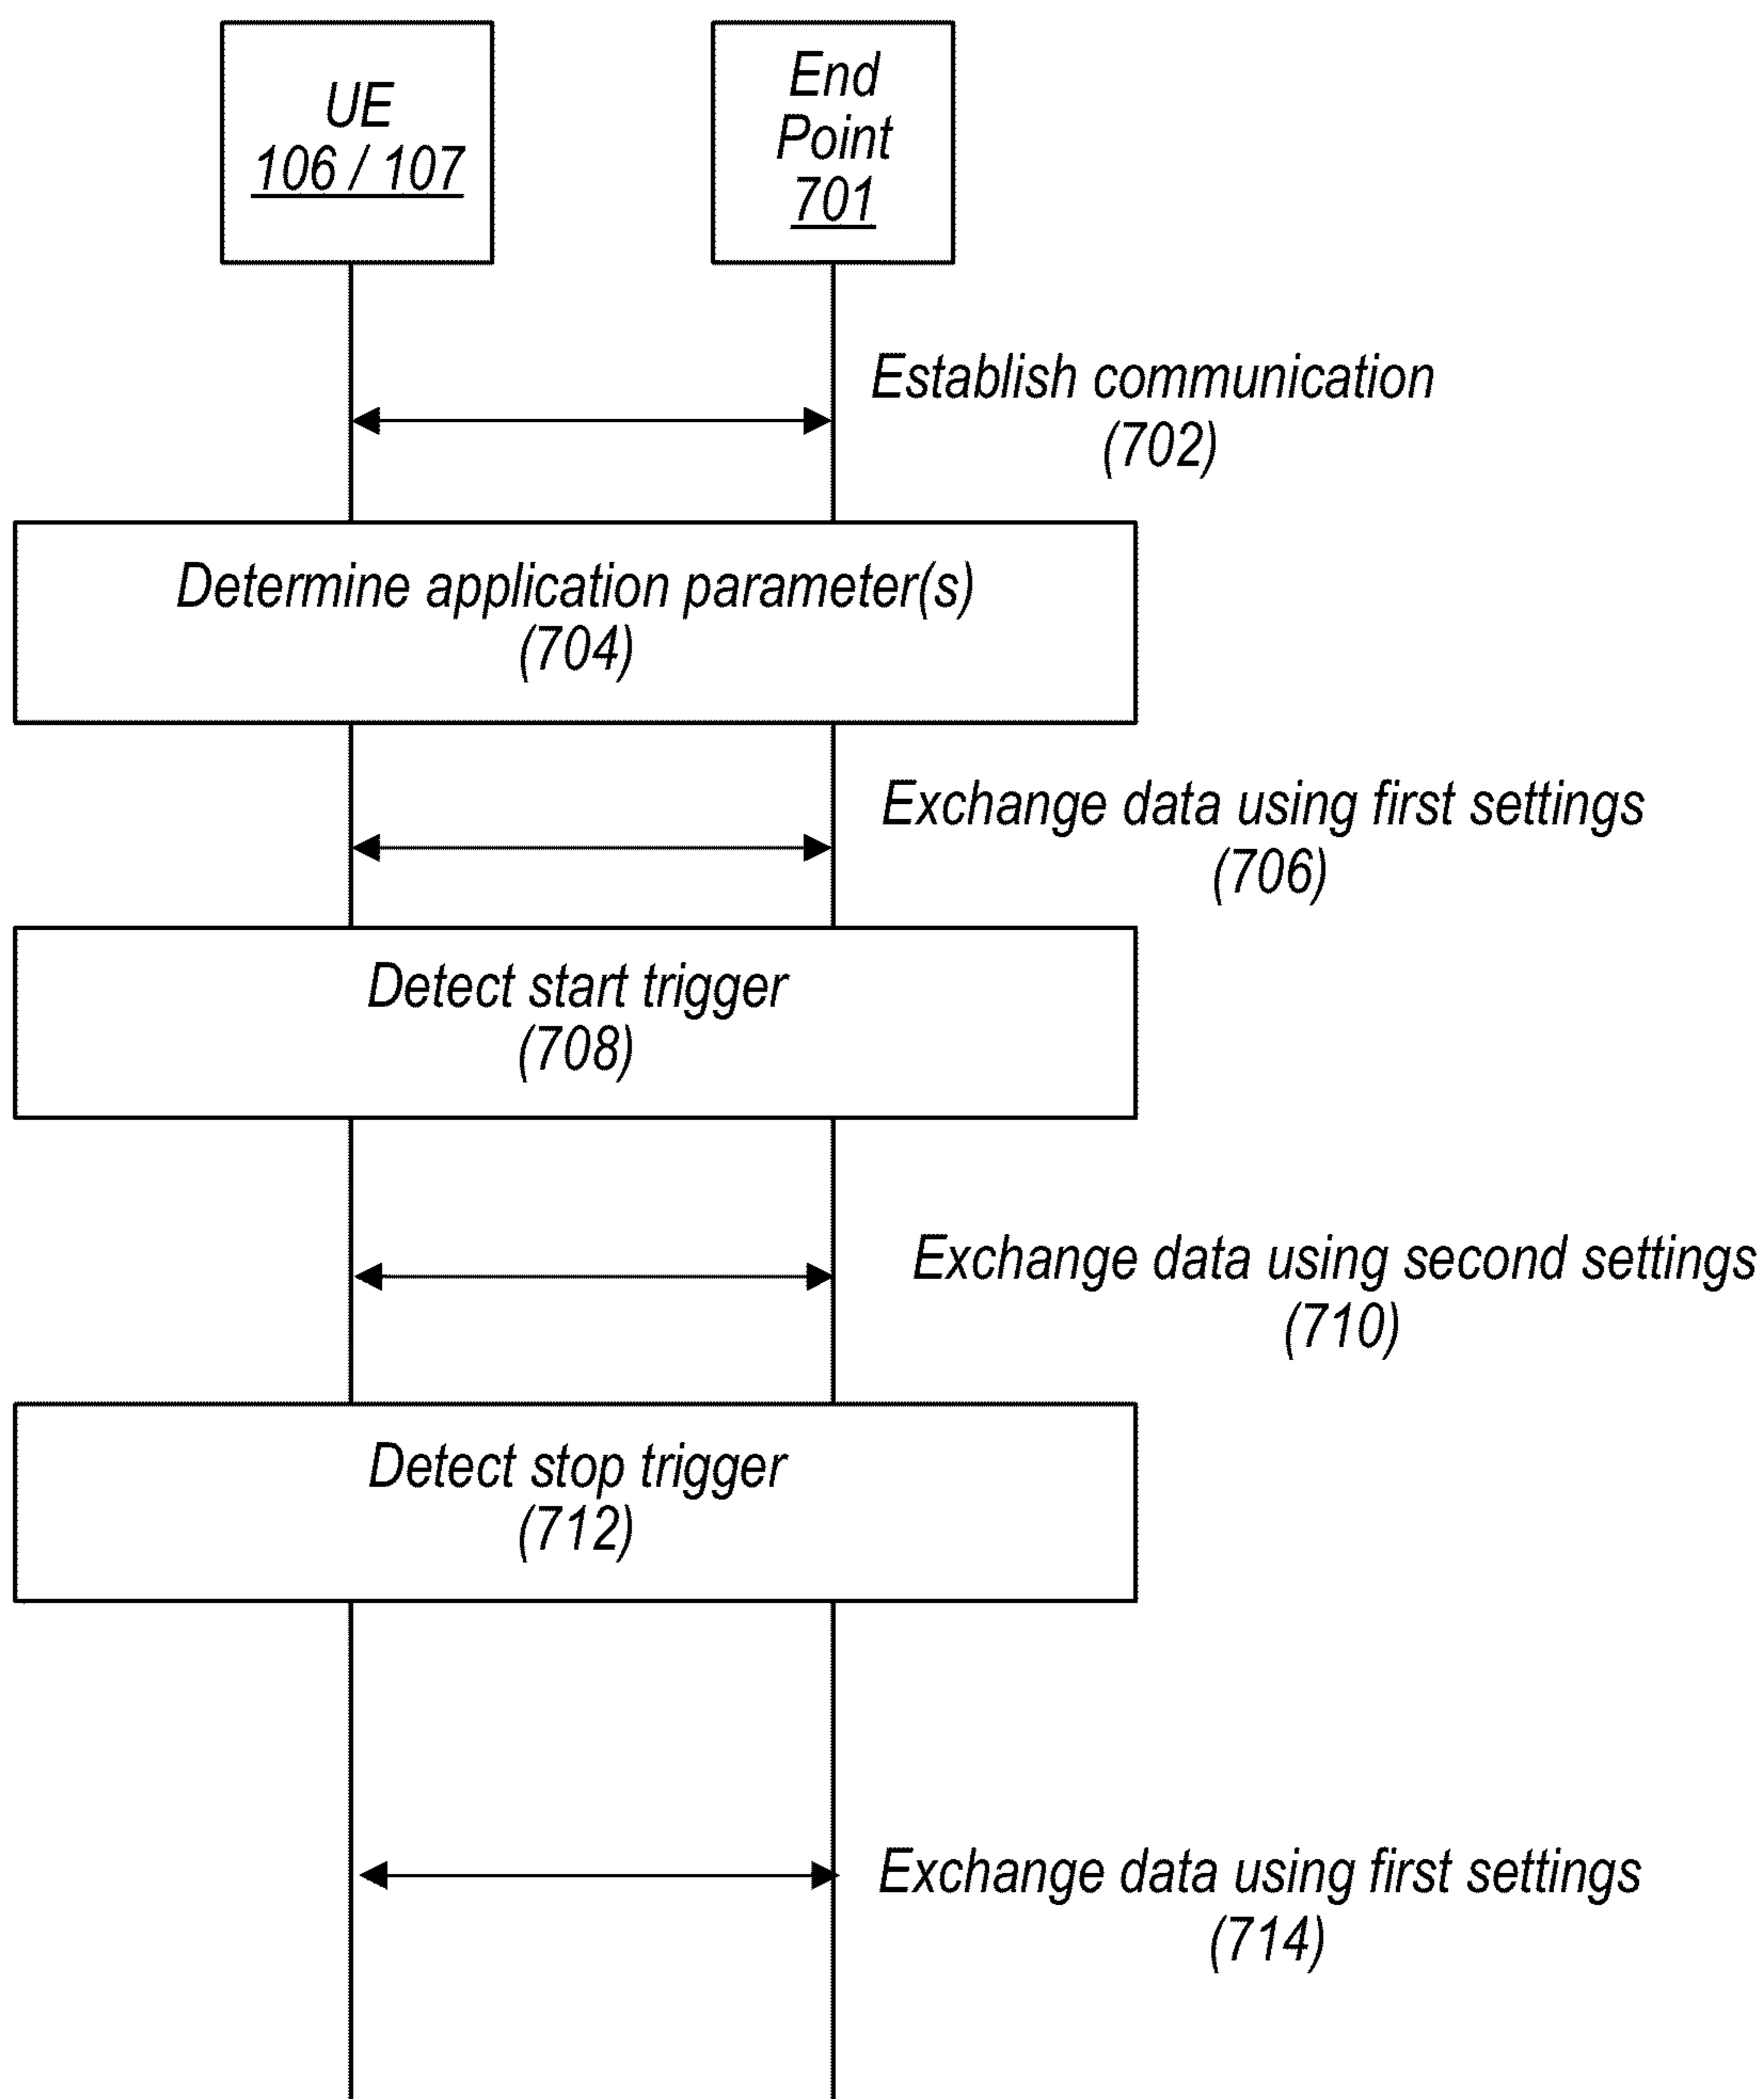 UE
106 / 107
End
Point
701
Establish communication
(702)
Determine application parameter(s)
(704)
Exchange data using first settings
(706)
Detect start trigger
(708)
Exchange data using second settings
(710)
Detect stop trigger
(712)
Exchange data using first settings
(714)